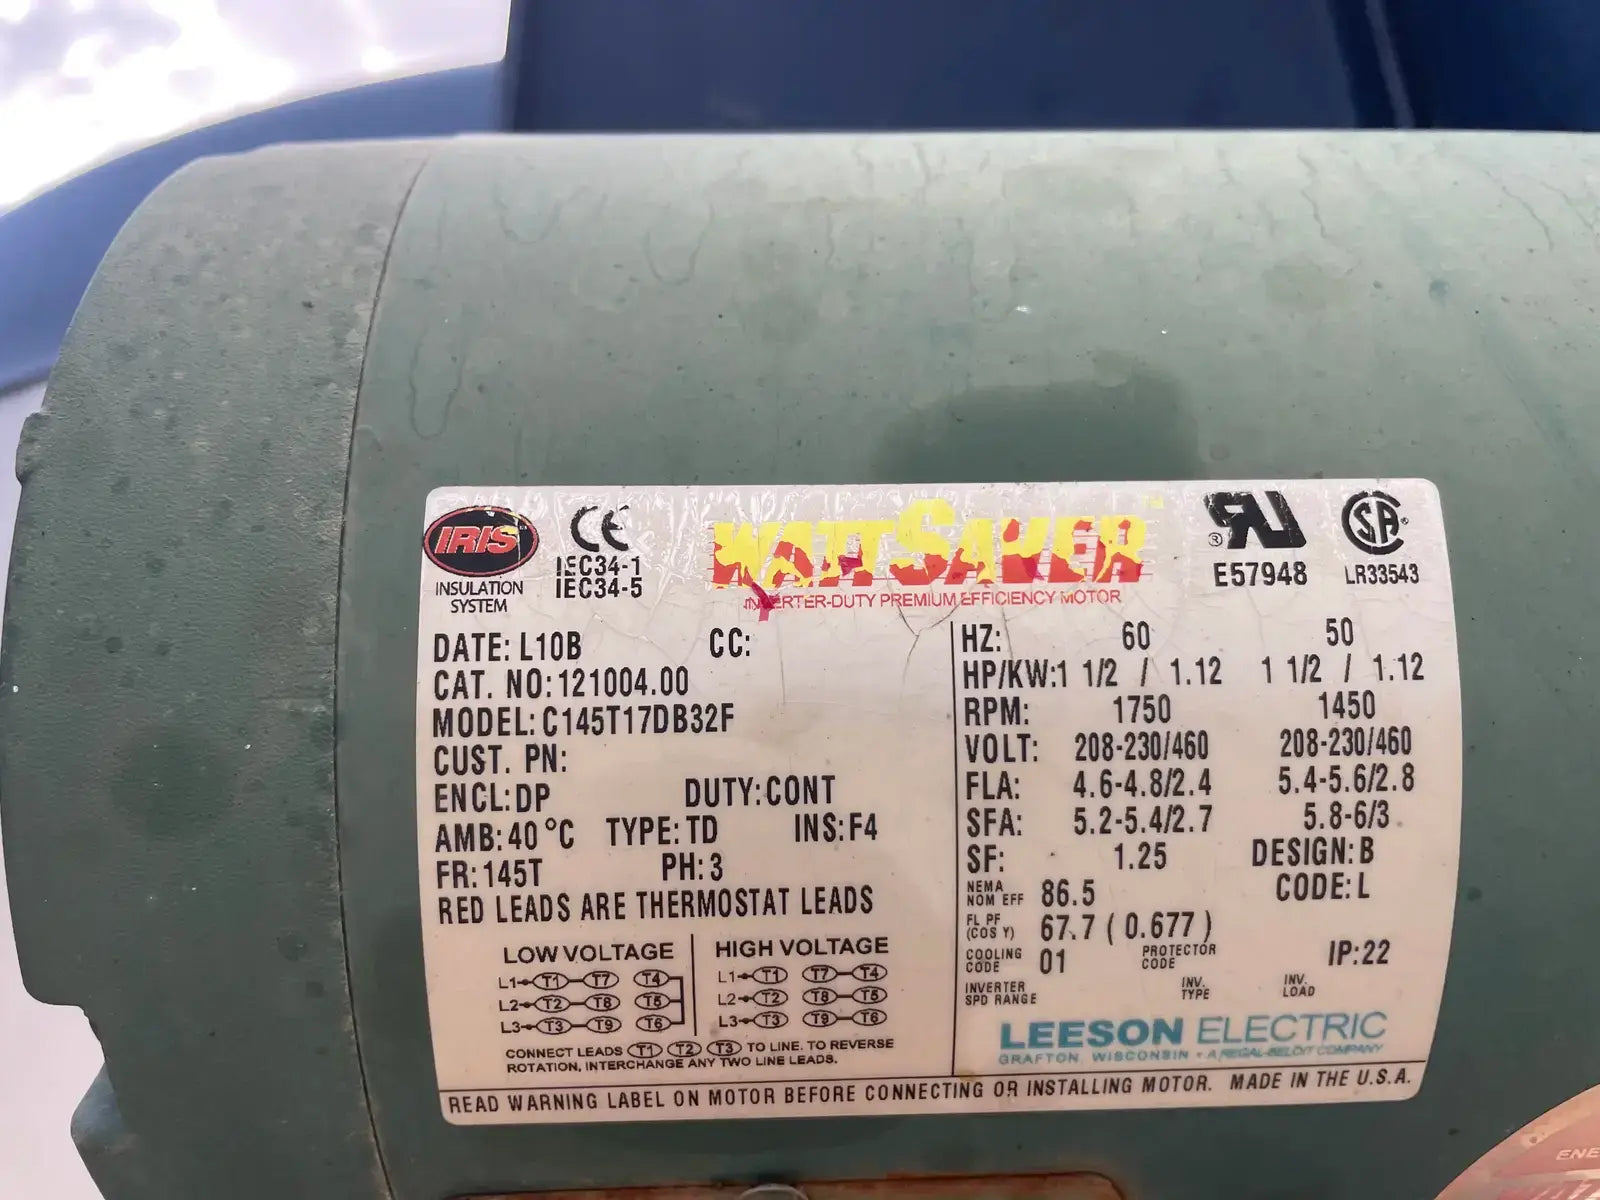 IRIS
INSULATION
SYSTEM
CE
IEC34-1
IEC34-5
WATTSAVER™
INVERTER-DUTY PREMIUM EFFICIENCY MOTOR
®
E57948
SA®
LR33543
DATE: L10B CC:
CAT. NO: 121004.00
MODEL: C145T17DB32F
CUST. PN:
ENCL: DP DUTY: CONT
AMB: 40°C TYPE: TD INS: F4
FR: 145T PH: 3
RED LEADS ARE THERMOSTAT LEADS
LOW VOLTAGE
L1 T1 T7 T4
L2 T2 T8 T5
L3 T3 T9 T6
HIGH VOLTAGE
L1 T1 T7 T4
L2 T2 T8 T5
L3 T3 T9 T6
CONNECT LEADS T1 T2 T3 TO LINE. TO REVERSE
ROTATION, INTERCHANGE ANY TWO LINE LEADS.
HZ: 60 50
HP/KW: 1 1/2 / 1.12 1 1/2 / 1.12
RPM: 1750 1450
VOLT: 208-230/460 208-230/460
FLA: 4.6-4.8/2.4 5.4-5.6/2.8
SFA: 5.2-5.4/2.7 5.8-6/3
SF: 1.25 DESIGN: B
NEMA
NOM EFF 86.5 CODE: L
FL PF
(COS Y) 67.7 ( 0.677 )
COOLING
CODE 01 PROTECTOR
CODE IP: 22
INVERTER
SPD RANGE
INV.
TYPE
INV.
LOAD
LEESON ELECTRIC
GRAFTON, WISCONSIN • A REGAL-BELOIT COMPANY
READ WARNING LABEL ON MOTOR BEFORE CONNECTING OR INSTALLING MOTOR. MADE IN THE U.S.A.
ENE